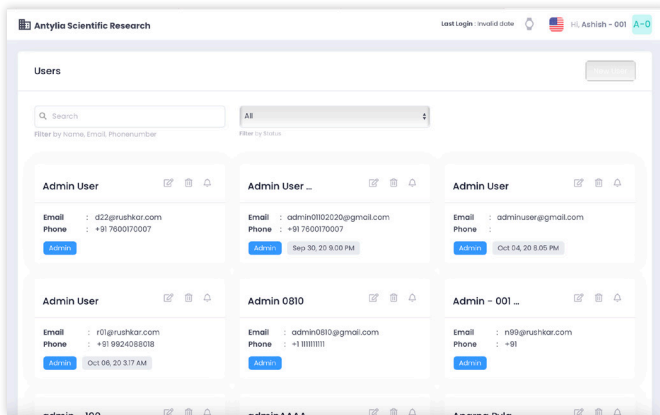 Antylia Scientific Research
Last Login : Invalid date
Hi, Ashish - 001
A-0
Users
Search
All
Filter by Name, Email, Phonenumber
Filter by Status
Admin User
Email : d22@rushkar.com
Phone : +91 7600170007
Admin
Admin User ...
Email : admin01102020@gmail.com
Phone : +91 7600170007
Admin
Sep 30, 20 9.00 PM
Admin User
Email : adminuser@gmail.com
Phone :
Admin
Oct 04, 20 8.05 PM
Admin User
Email : r01@rushkar.com
Phone : +91 9924088018
Admin
Oct 06, 20 3.17 AM
Admin 0810
Email : admin0810@gmail.com
Phone : +1 1111111111
Admin
Admin - 001 ...
Email : n99@rushkar.com
Phone : +91
Admin